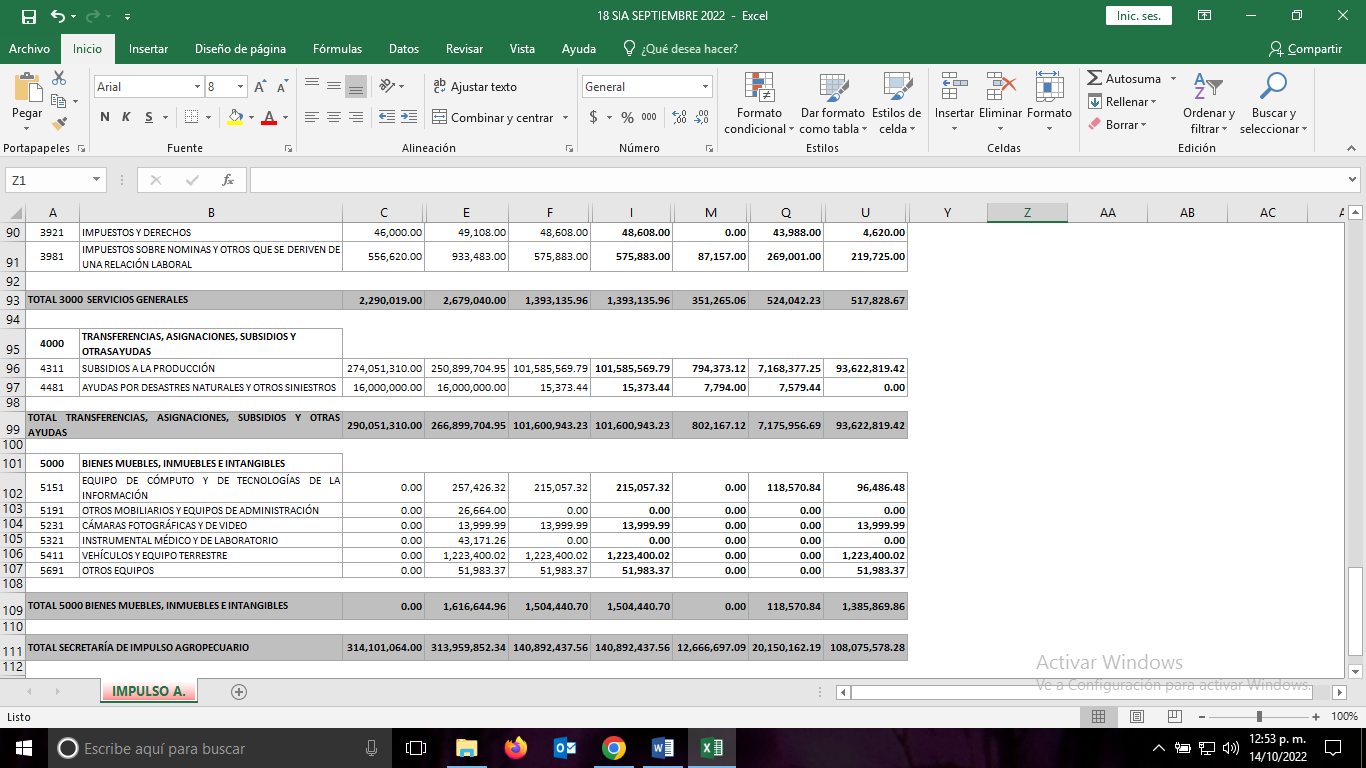 18 SIA SEPTIEMBRE 2022 - Excel
Inic. ses.
Archivo Inicio Insertar Diseño de página Fórmulas Datos Revisar Vista Ayuda ¿Qué desea hacer? Compartir
Pegar
Arial 8
N K S
Ajustar texto
Combinar y centrar
General
$ % 000
Formato condicional
Dar formato como tabla
Estilos de celda
Insertar Eliminar Formato
Autosuma
Rellenar
Borrar
Ordenar y filtrar
Buscar y seleccionar
Portapapeles Fuente Alineación Número Estilos Celdas Edición
Z1 fx
A B C E F I M Q U Y Z AA AB AC
90 3921 IMPUESTOS Y DERECHOS 46,000.00 49,108.00 48,608.00 48,608.00 0.00 43,988.00 4,620.00
IMPUESTOS SOBRE NOMINAS Y OTROS QUE SE DERIVEN DE
91 3981 UNA RELACIÓN LABORAL 556,620.00 933,483.00 575,883.00 575,883.00 87,157.00 269,001.00 219,725.00
92
93 TOTAL 3000 SERVICIOS GENERALES 2,290,019.00 2,679,040.00 1,393,135.96 1,393,135.96 351,265.06 524,042.23 517,828.67
94
TRANSFERENCIAS, ASIGNACIONES, SUBSIDIOS Y
95 4000 OTRASAYUDAS
96 4311 SUBSIDIOS A LA PRODUCCIÓN 274,051,310.00 250,899,704.95 101,585,569.79 101,585,569.79 794,373.12 7,168,377.25 93,622,819.42
97 4481 AYUDAS POR DESASTRES NATURALES Y OTROS SINIESTROS 16,000,000.00 16,000,000.00 15,373.44 15,373.44 7,794.00 7,579.44 0.00
98
TOTAL TRANSFERENCIAS, ASIGNACIONES, SUBSIDIOS Y OTRAS
99 AYUDAS 290,051,310.00 266,899,704.95 101,600,943.23 101,600,943.23 802,167.12 7,175,956.69 93,622,819.42
100
101 5000 BIENES MUEBLES, INMUEBLES E INTANGIBLES
EQUIPO DE CÓMPUTO Y DE TECNOLOGÍAS DE LA
102 5151 INFORMACIÓN 0.00 257,426.32 215,057.32 215,057.32 0.00 118,570.84 96,486.48
103 5191 OTROS MOBILIARIOS Y EQUIPOS DE ADMINISTRACIÓN 0.00 26,664.00 0.00 0.00 0.00 0.00 0.00
104 5231 CÁMARAS FOTOGRÁFICAS Y DE VIDEO 0.00 13,999.99 13,999.99 13,999.99 0.00 0.00 13,999.99
105 5321 INSTRUMENTAL MÉDICO Y DE LABORATORIO 0.00 43,171.26 0.00 0.00 0.00 0.00 0.00
106 5411 VEHÍCULOS Y EQUIPO TERRESTRE 0.00 1,223,400.02 1,223,400.02 1,223,400.02 0.00 0.00 1,223,400.02
107 5691 OTROS EQUIPOS 0.00 51,983.37 51,983.37 51,983.37 0.00 0.00 51,983.37
108
109 TOTAL 5000 BIENES MUEBLES, INMUEBLES E INTANGIBLES 0.00 1,616,644.96 1,504,440.70 1,504,440.70 0.00 118,570.84 1,385,869.86
110
111 TOTAL SECRETARÍA DE IMPULSO AGROPECUARIO 314,101,064.00 313,959,852.34 140,892,437.56 140,892,437.56 12,666,697.09 20,150,162.19 108,075,578.28
112
Activar Windows
Ve a Configuración para activar Windows.
IMPULSO A.
Listo 100%
Escribe aquí para buscar
12:53 p. m.
14/10/2022